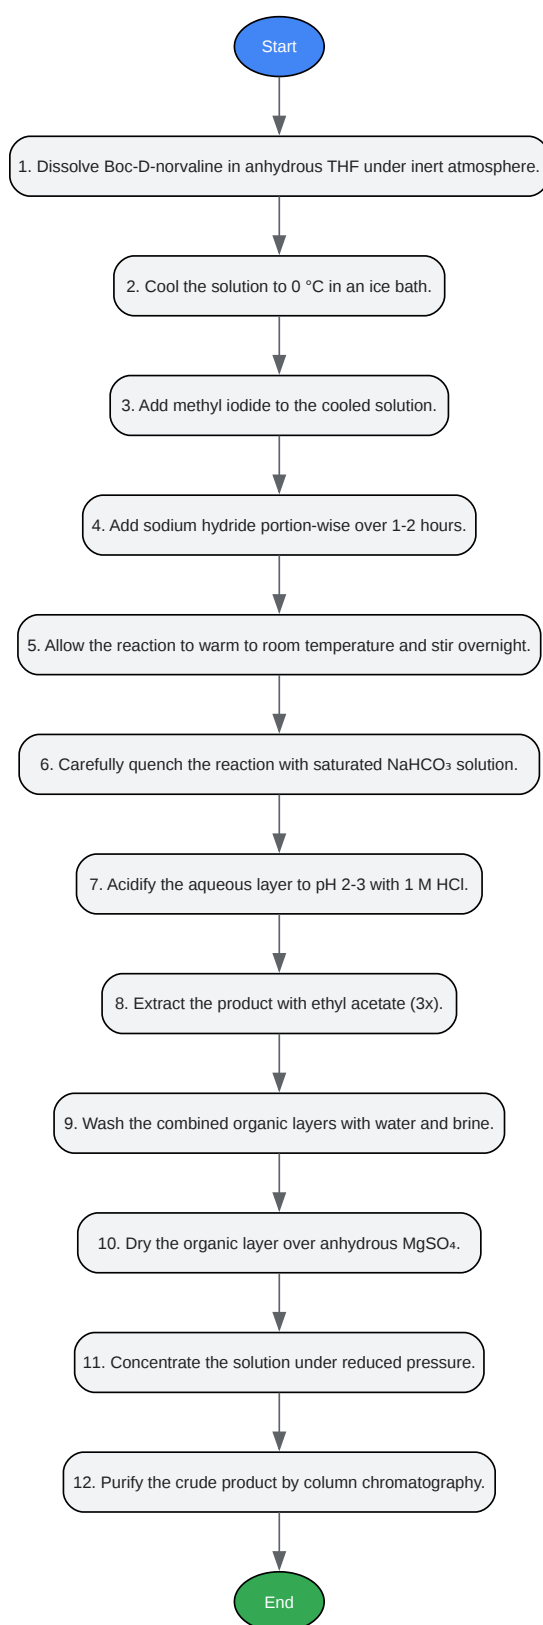 Start
1. Dissolve Boc-D-norvaline in anhydrous THF under inert atmosphere.
2. Cool the solution to 0 °C in an ice bath.
3. Add methyl iodide to the cooled solution.
4. Add sodium hydride portion-wise over 1-2 hours.
5. Allow the reaction to warm to room temperature and stir overnight.
6. Carefully quench the reaction with saturated NaHCO₃ solution.
7. Acidify the aqueous layer to pH 2-3 with 1 M HCl.
8. Extract the product with ethyl acetate (3x).
9. Wash the combined organic layers with water and brine.
10. Dry the organic layer over anhydrous MgSO₄.
11. Concentrate the solution under reduced pressure.
12. Purify the crude product by column chromatography.
End